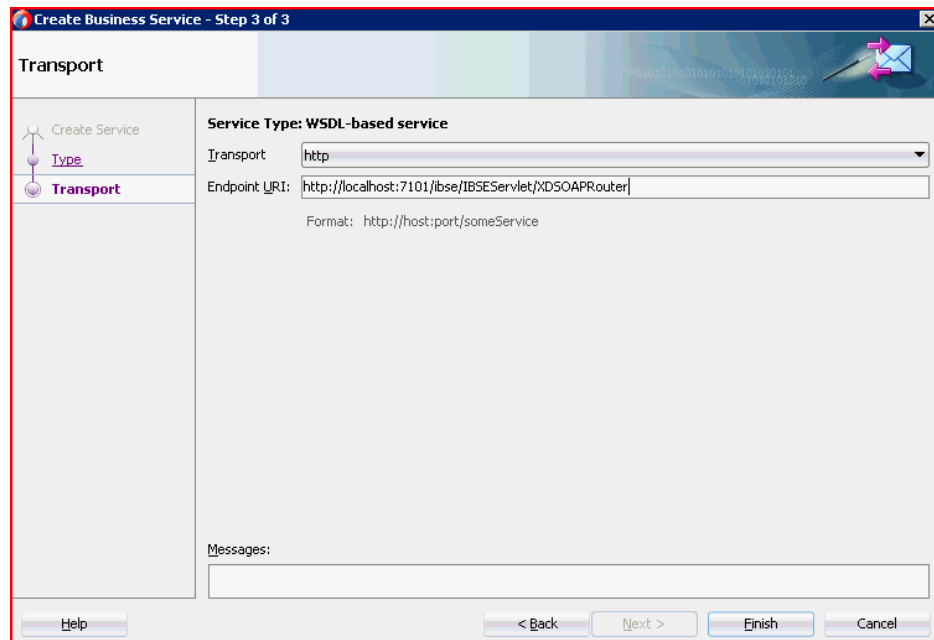 Create Business Service - Step 3 of 3
Transport
Create Service
Type
Transport
Service Type: WSDL-based service
Transport http
Endpoint URI: http://localhost:7101/ibse/IBSEServlet/XDSOAPRouter
Format: http://host:port/someService
Messages:
Help < Back Next > Finish Cancel